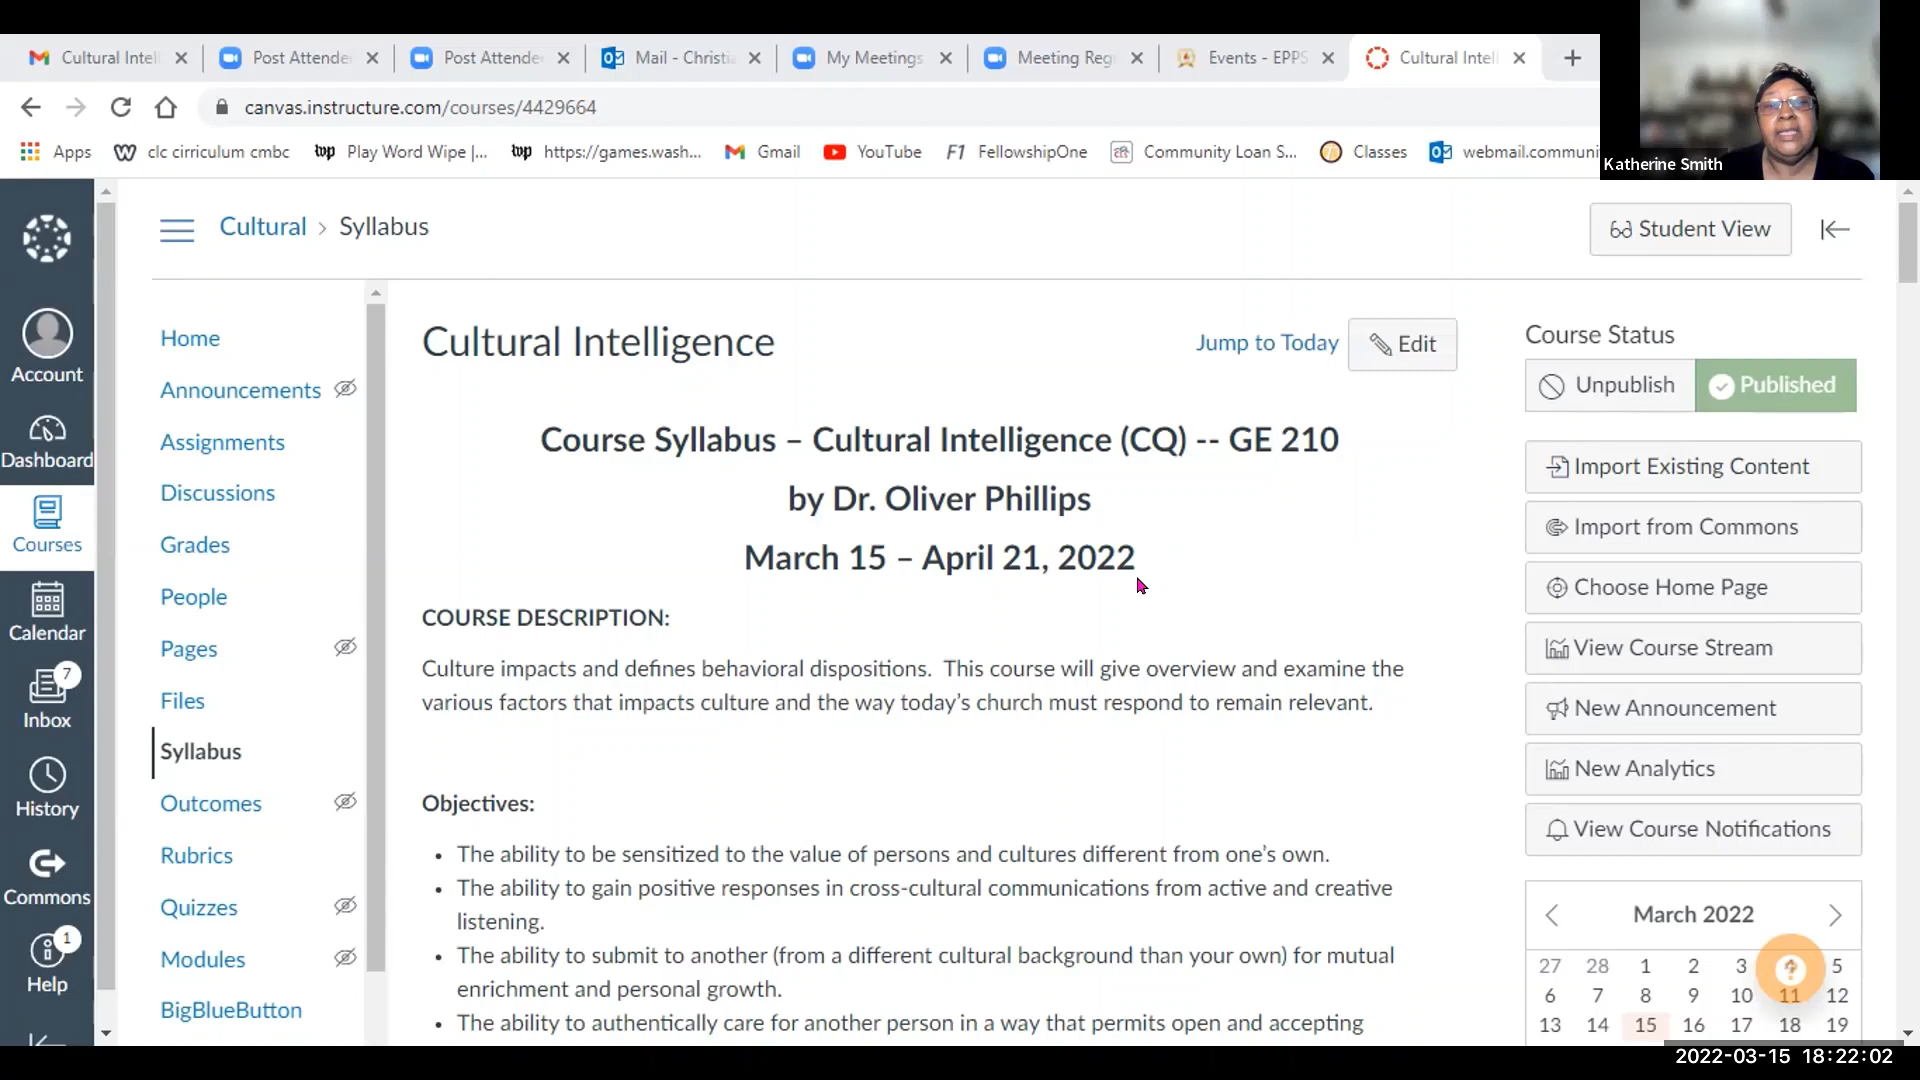 Cultural Intel
Post Attende
Post Attende
Mail - Christia
My Meetings
Meeting Reg
Events - EPPS
Cultural Intel
canvas.instructure.com/courses/4429664
Apps
clc cirriculum cmbc
wp
Play Word Wipe |...
wp
https://games.wash...
Gmail
YouTube
F1
FellowshipOne
Community Loan S...
Classes
webmail.communi
Katherine Smith
Cultural › Syllabus
Student View
Account
Dashboard
Courses
Calendar
7
Inbox
History
Commons
1
Help
Home
Announcements
Assignments
Discussions
Grades
People
Pages
Files
Syllabus
Outcomes
Rubrics
Quizzes
Modules
BigBlueButton
Cultural Intelligence
Jump to Today
Edit
Course Syllabus – Cultural Intelligence (CQ) -- GE 210
by Dr. Oliver Phillips
March 15 – April 21, 2022
COURSE DESCRIPTION:
Culture impacts and defines behavioral dispositions.  This course will give overview and examine the
various factors that impacts culture and the way today's church must respond to remain relevant.
Objectives:
• The ability to be sensitized to the value of persons and cultures different from one's own.
• The ability to gain positive responses in cross-cultural communications from active and creative
listening.
• The ability to submit to another (from a different cultural background than your own) for mutual
enrichment and personal growth.
• The ability to authentically care for another person in a way that permits open and accepting
Course Status
Unpublish
Published
Import Existing Content
Import from Commons
Choose Home Page
View Course Stream
New Announcement
New Analytics
View Course Notifications
March 2022
27 28 1 2 3 5
6 7 8 9 10 11 12
13 14 15 16 17 18 19
2022-03-15 18:22:02